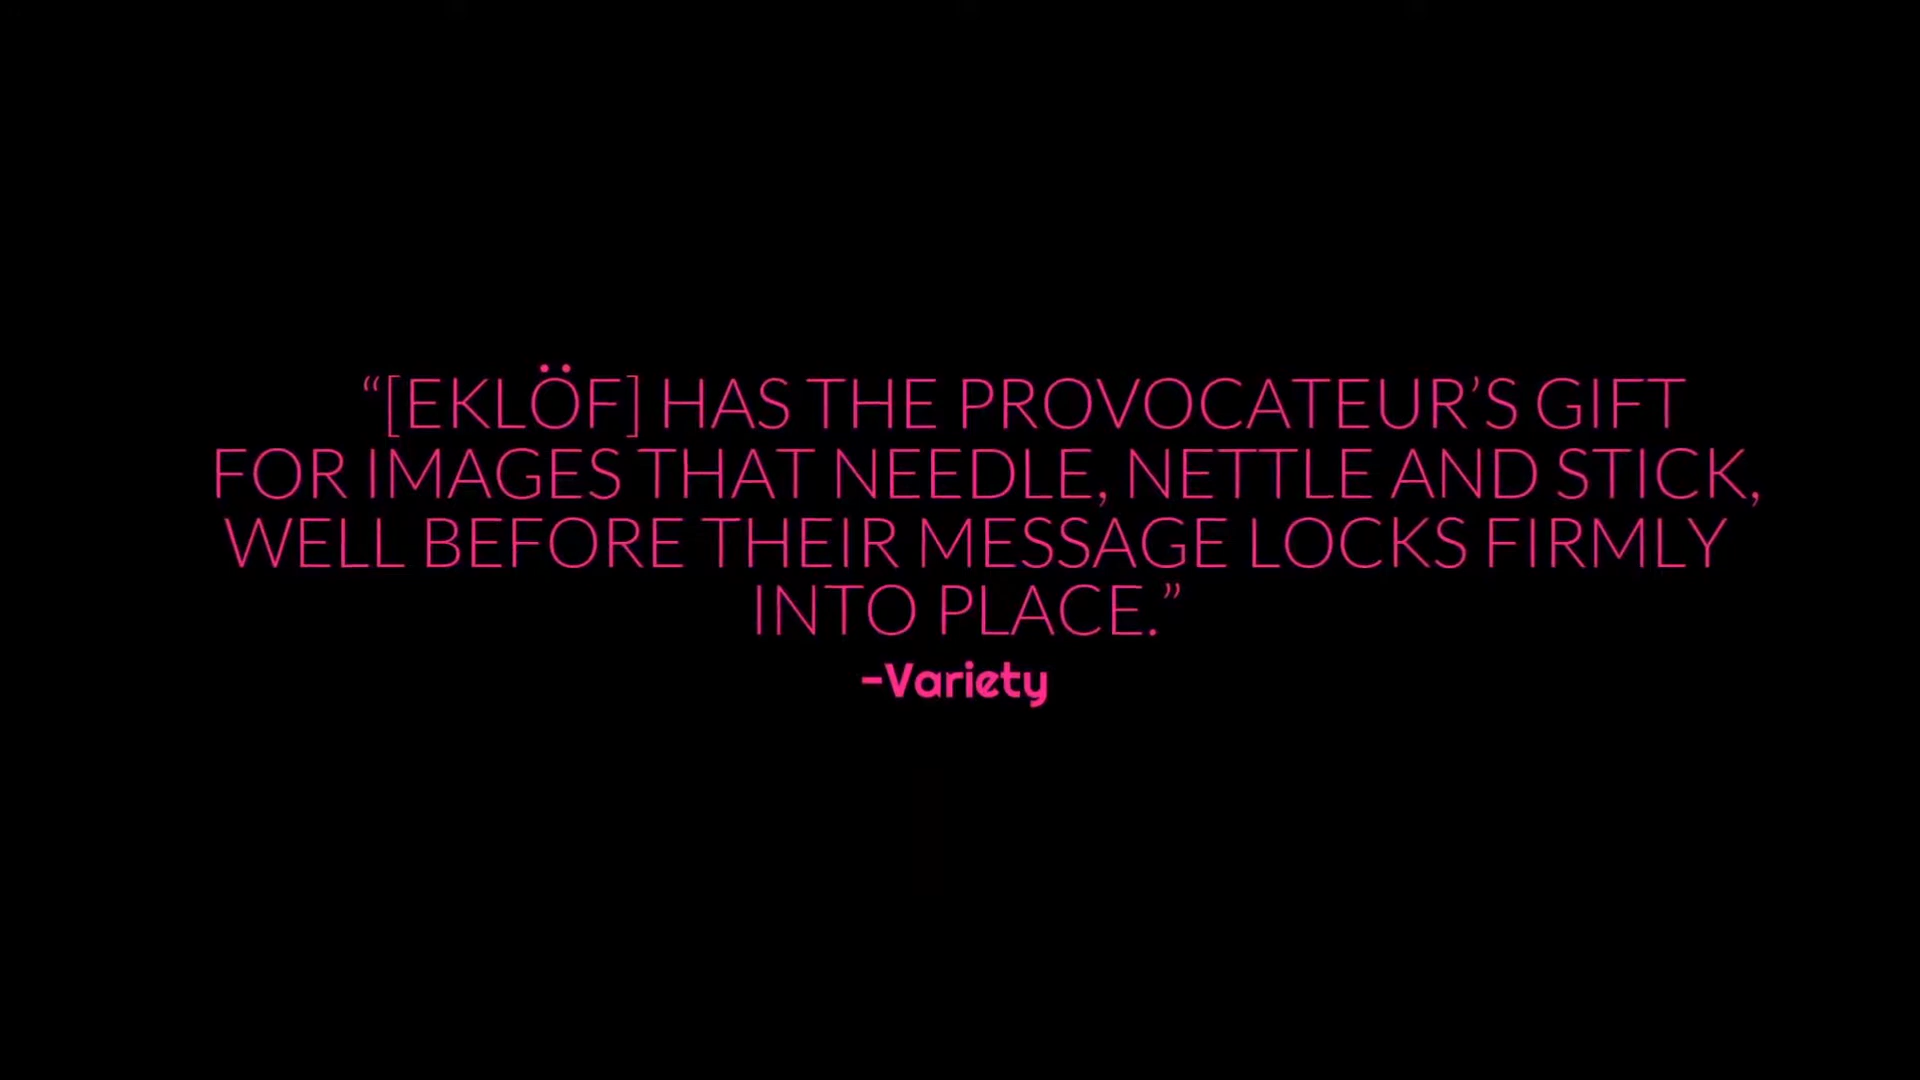 “[EKLÖF] HAS THE PROVOCATEUR’S GIFT
FOR IMAGES THAT NEEDLE, NETTLE AND STICK,
WELL BEFORE THEIR MESSAGE LOCKS FIRMLY
INTO PLACE.”
-Variety